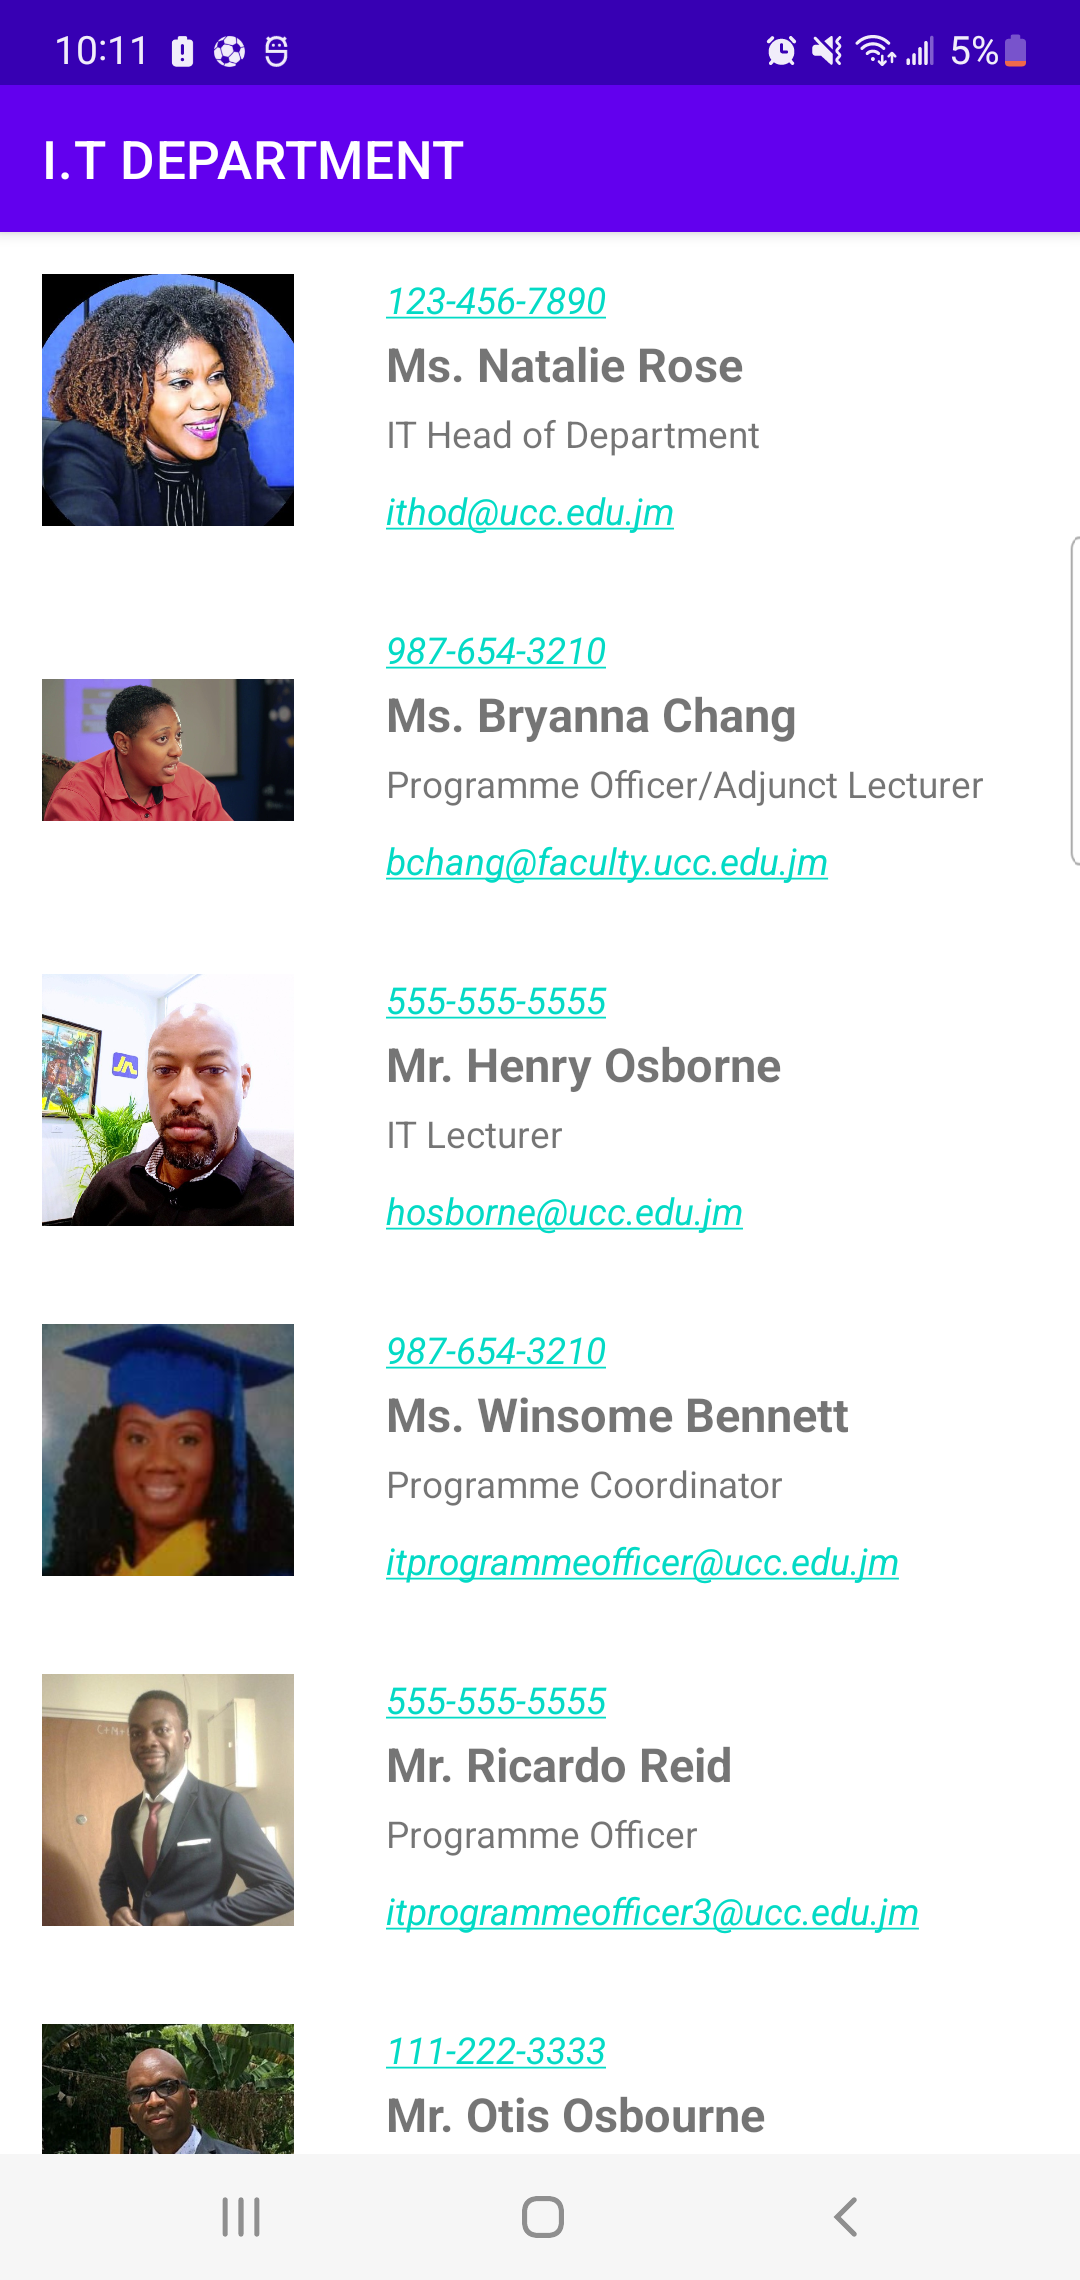 10:11 5%
I.T DEPARTMENT
123-456-7890
Ms. Natalie Rose
IT Head of Department
ithod@ucc.edu.jm
987-654-3210
Ms. Bryanna Chang
Programme Officer/Adjunct Lecturer
bchang@faculty.ucc.edu.jm
555-555-5555
Mr. Henry Osborne
IT Lecturer
hosborne@ucc.edu.jm
987-654-3210
Ms. Winsome Bennett
Programme Coordinator
itprogrammeofficer@ucc.edu.jm
555-555-5555
Mr. Ricardo Reid
Programme Officer
itprogrammeofficer3@ucc.edu.jm
111-222-3333
Mr. Otis Osbourne